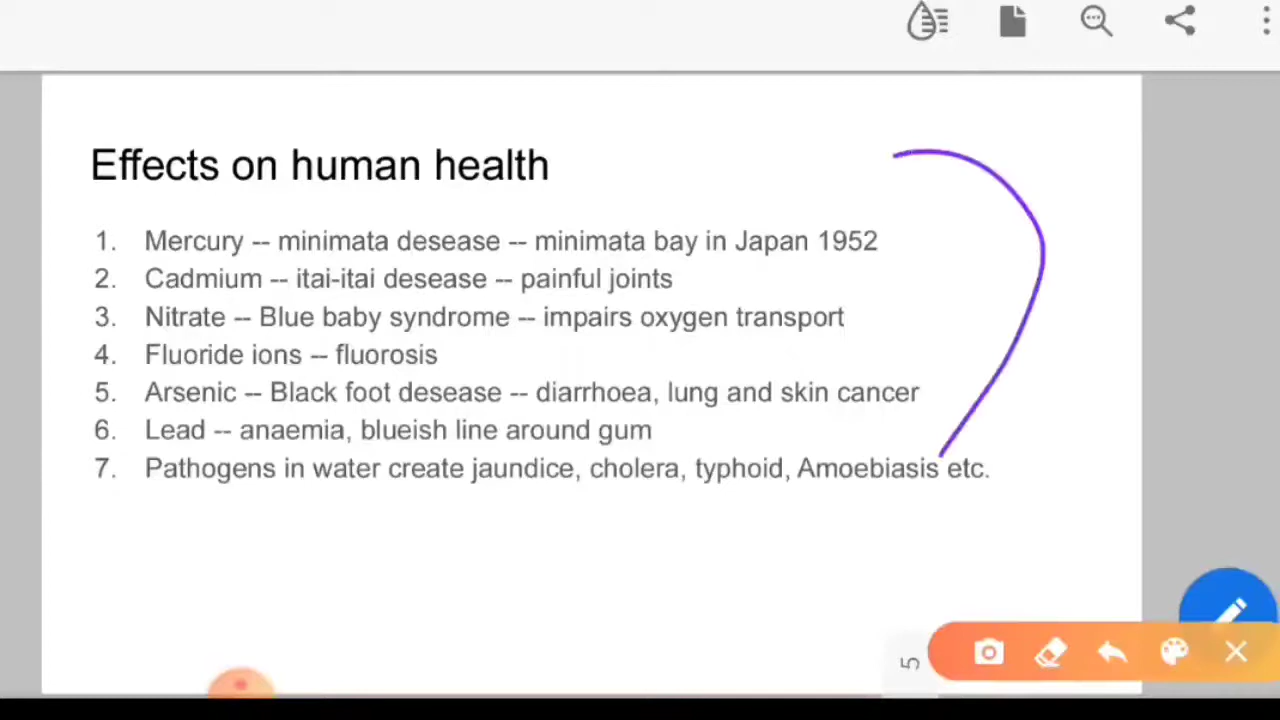 Effects on human health
1. Mercury -- minimata desease -- minimata bay in Japan 1952
2. Cadmium -- itai-itai desease -- painful joints
3. Nitrate -- Blue baby syndrome -- impairs oxygen transport
4. Fluoride ions -- fluorosis
5. Arsenic -- Black foot desease -- diarrhoea, lung and skin cancer
6. Lead -- anaemia, blueish line around gum
7. Pathogens in water create jaundice, cholera, typhoid, Amoebiasis etc.
5